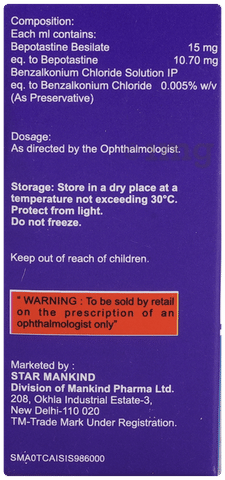 Composition:
Each ml contains:
Bepotastine Besilate 15 mg
eq. to Bepotastine 10.70 mg
Benzalkonium Chloride Solution IP
eq. to Benzalkonium Chloride 0.005% w/v
(As Preservative)
Dosage:
As directed by the Ophthalmologist.
Storage: Store in a dry place at a
temperature not exceeding 30°C.
Protect from light.
Do not freeze.
Keep out of reach of children.
" WARNING : To be sold by retail
on the prescription of an
ophthalmologist only"
Marketed by :
STAR MANKIND
Division of Mankind Pharma Ltd.
208, Okhla Industrial Estate-3,
New Delhi-110 020
TM-Trade Mark Under Registration.
SMA0TCAISIS986000